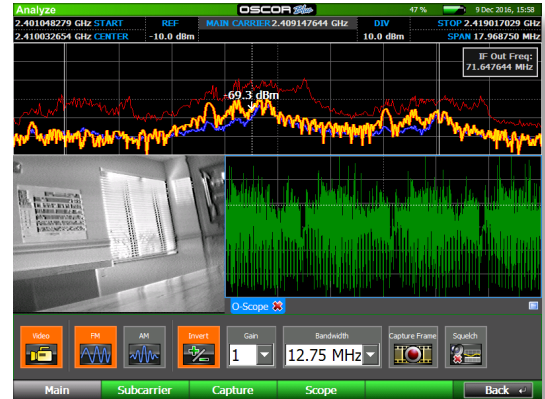 Analyze OSCOR Blue 47 % 9 Dec 2016, 15:58
2.401048279 GHz START REF MAIN CARRIER 2.409147644 GHz DIV STOP 2.419017029 GHz
2.410032654 GHz CENTER -10.0 dBm 10.0 dBm SPAN 17.968750 MHz
IF Out Freq:
71.647644 MHz
-69.3 dBm
O-Scope
Video FM AM Invert Gain Bandwidth Capture Frame Squelch
1 12.75 MHz
Main Subcarrier Capture Scope Back